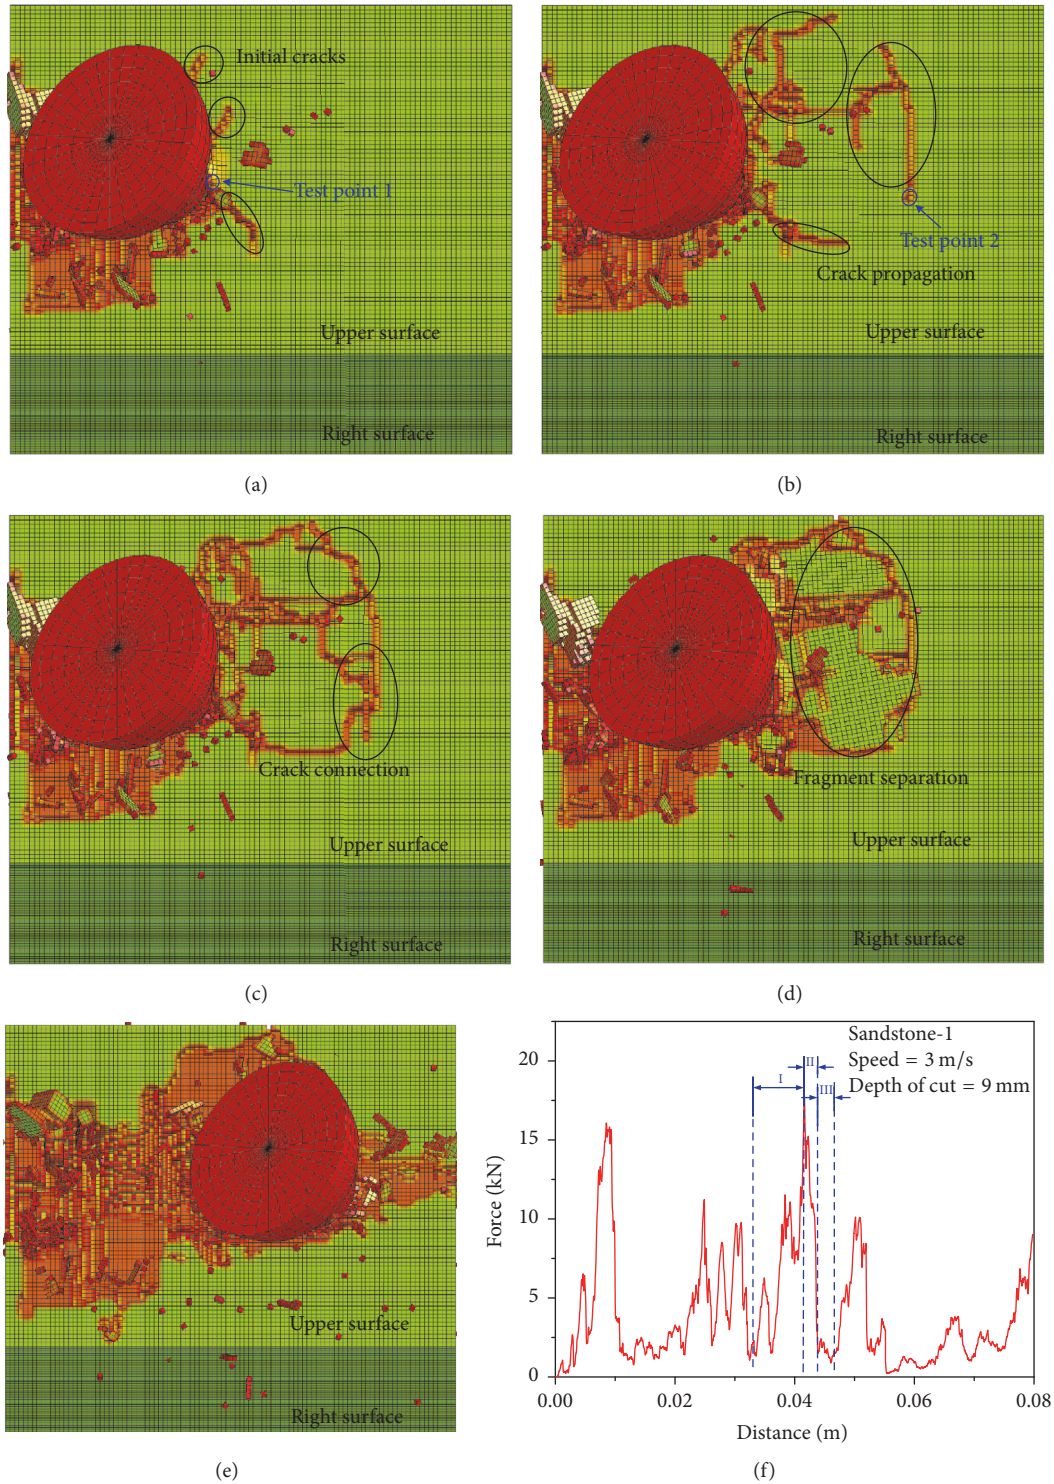 Initial cracks
Test point 1
Upper surface
Right surface
(a)
Test point 2
Crack propagation
Upper surface
Right surface
(b)
Crack connection
Upper surface
Right surface
(c)
Fragment separation
Upper surface
Right surface
(d)
Upper surface
Right surface
(e)
Sandstone-1
Speed = 3 m/s
Depth of cut = 9 mm
I
II
III
20
15
10
5
0
Force (kN)
0.00
0.02
0.04
0.06
0.08
Distance (m)
(f)